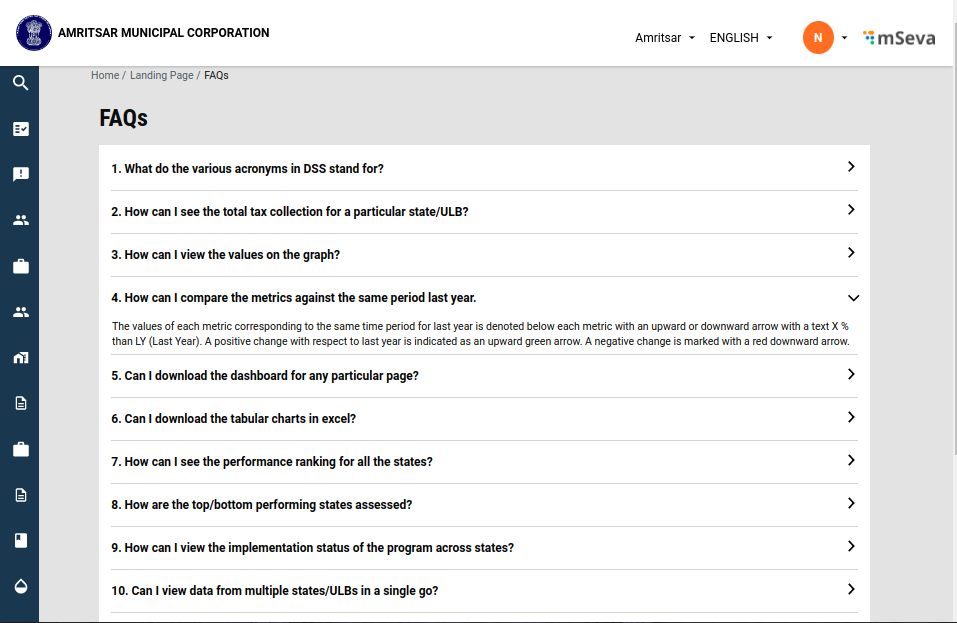 AMRITSAR MUNICIPAL CORPORATION
Amritsar
ENGLISH
N
mSeva
Home / Landing Page / FAQs
FAQs
1. What do the various acronyms in DSS stand for?
2. How can I see the total tax collection for a particular state/ULB?
3. How can I view the values on the graph?
4. How can I compare the metrics against the same period last year.
The values of each metric corresponding to the same time period for last year is denoted below each metric with an upward or downward arrow with a text X %
than LY (Last Year). A positive change with respect to last year is indicated as an upward green arrow. A negative change is marked with a red downward arrow.
5. Can I download the dashboard for any particular page?
6. Can I download the tabular charts in excel?
7. How can I see the performance ranking for all the states?
8. How are the top/bottom performing states assessed?
9. How can I view the implementation status of the program across states?
10. Can I view data from multiple states/ULBs in a single go?